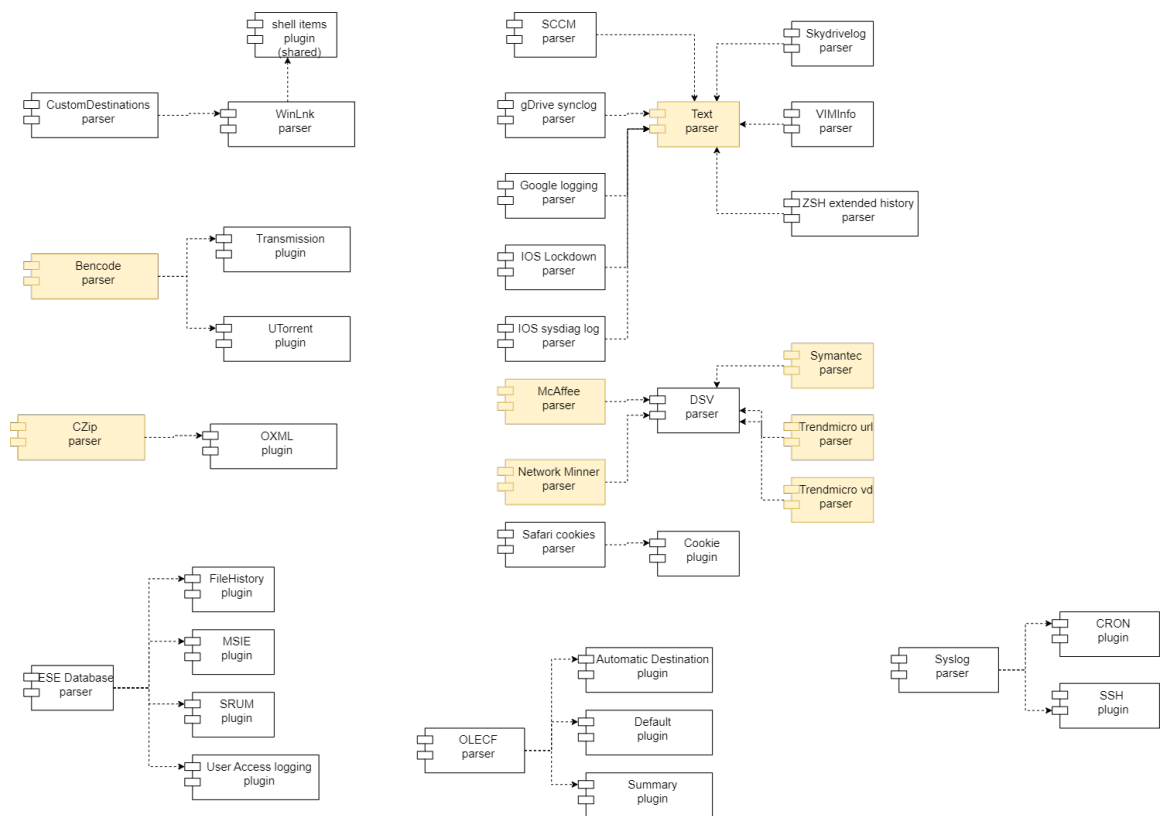 shell items
plugin
(shared)
CustomDestinations
parser
WinLnk
parser
SCCM
parser
Skydrivelog
parser
gDrive synclog
parser
Text
parser
VIMInfo
parser
Google logging
parser
ZSH extended history
parser
IOS Lockdown
parser
IOS sysdiag log
parser
Transmission
plugin
Bencode
parser
UTorrent
plugin
Symantec
parser
McAffee
parser
DSV
parser
Trendmicro url
parser
CZip
parser
OXML
plugin
Network Minner
parser
Trendmicro vd
parser
Safari cookies
parser
Cookie
plugin
FileHistory
plugin
MSIE
plugin
ESE Database
parser
SRUM
plugin
User Access logging
plugin
Automatic Destination
plugin
Default
plugin
OLECF
parser
Summary
plugin
CRON
plugin
Syslog
parser
SSH
plugin